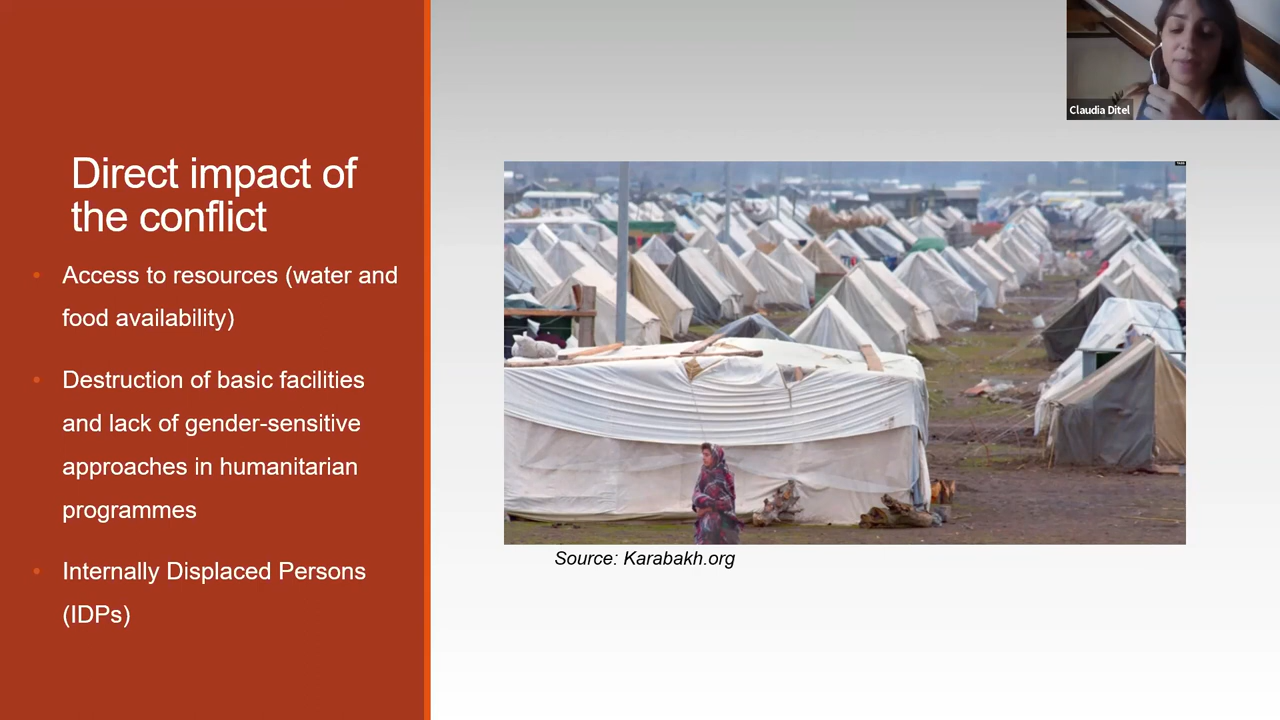 Claudia Ditel
Direct impact of
the conflict
• Access to resources (water and
food availability)
• Destruction of basic facilities
and lack of gender-sensitive
approaches in humanitarian
programmes
• Internally Displaced Persons
(IDPs)
Source: Karabakh.org